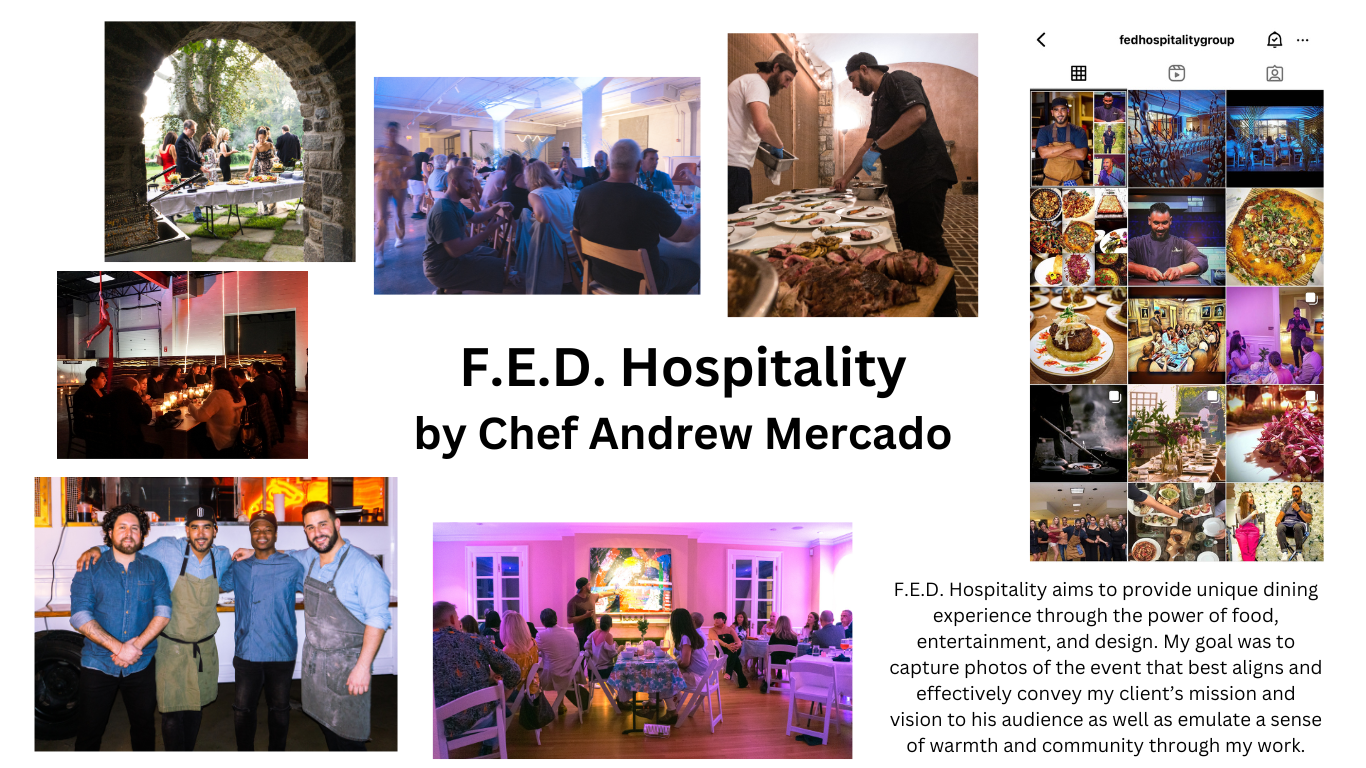 fedhospitalitygroup
F.E.D. Hospitality
by Chef Andrew Mercado
F.E.D. Hospitality aims to provide unique dining
experience through the power of food,
entertainment, and design. My goal was to
capture photos of the event that best aligns and
effectively convey my client’s mission and
vision to his audience as well as emulate a sense
of warmth and community through my work.